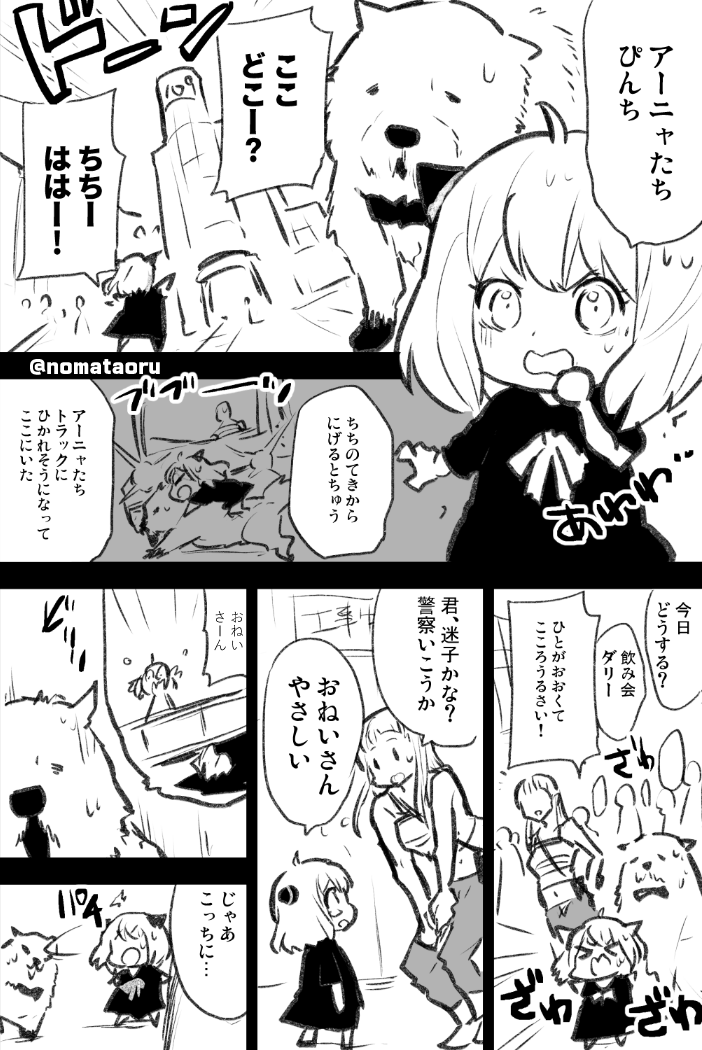 アーニャたち
ぴんち
ドーン
ここ
どこー？
109
ちちー
ははー！
@nomataoru
あわわ
ちちのてきから
にげるとちゅう
ブブーーッ
アーニャたち
トラックに
ひかれそうになって
ここにいた
今日
どうする？
飲み会
ダリー
ひとがおおくて
こころうるさい！
ざわ
ざわ
ざわ
君、迷子かな？
警察いこうか
おねいさん
やさしい
おねい
さーん
じゃあ
こっちに…
パチ